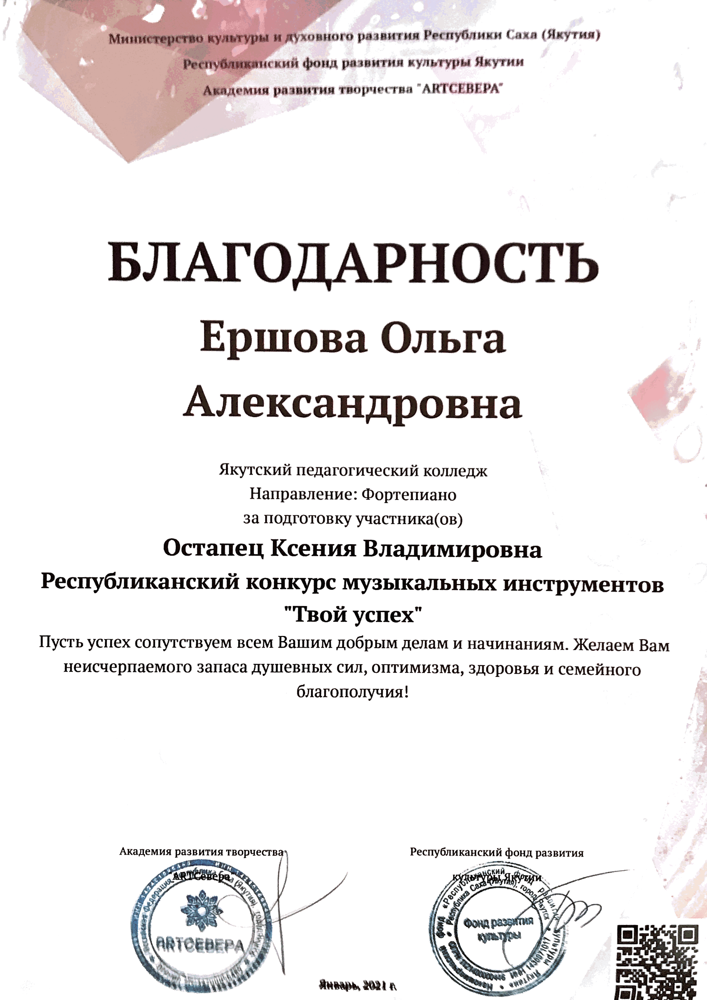 Министерство культуры и духовного развития Республики Саха (Якутия)
Республиканский фонд развития культуры Якутии
Академия развития творчества "ARTСЕВЕРА"
БЛАГОДАРНОСТЬ
Ершова Ольга
Александровна
Якутский педагогический колледж
Направление: Фортепиано
за подготовку участника(ов)
Остапец Ксения Владимировна
Республиканский конкурс музыкальных инструментов
"Твой успех"
Пусть успех сопутствуем всем Вашим добрым делам и начинаниям. Желаем Вам
неисчерпаемого запаса душевных сил, оптимизма, здоровья и семейного
благополучия!
Академия развития творчества
"ARTСевера"
ARTСЕВЕРА
Республиканский фонд развития
культуры Якутии
Фонд развития
культуры
Январь, 2021 г.